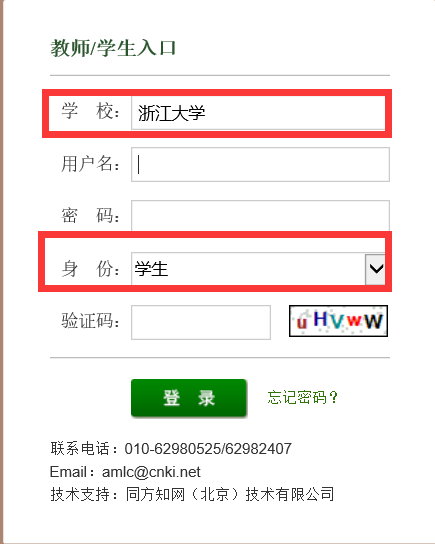 教师/学生入口
学 校： 浙江大学
用户名：
密 码：
身 份： 学生
验证码： uHVwW
登 录 忘记密码？
联系电话：010-62980525/62982407
Email：amlc@cnki.net
技术支持：同方知网（北京）技术有限公司